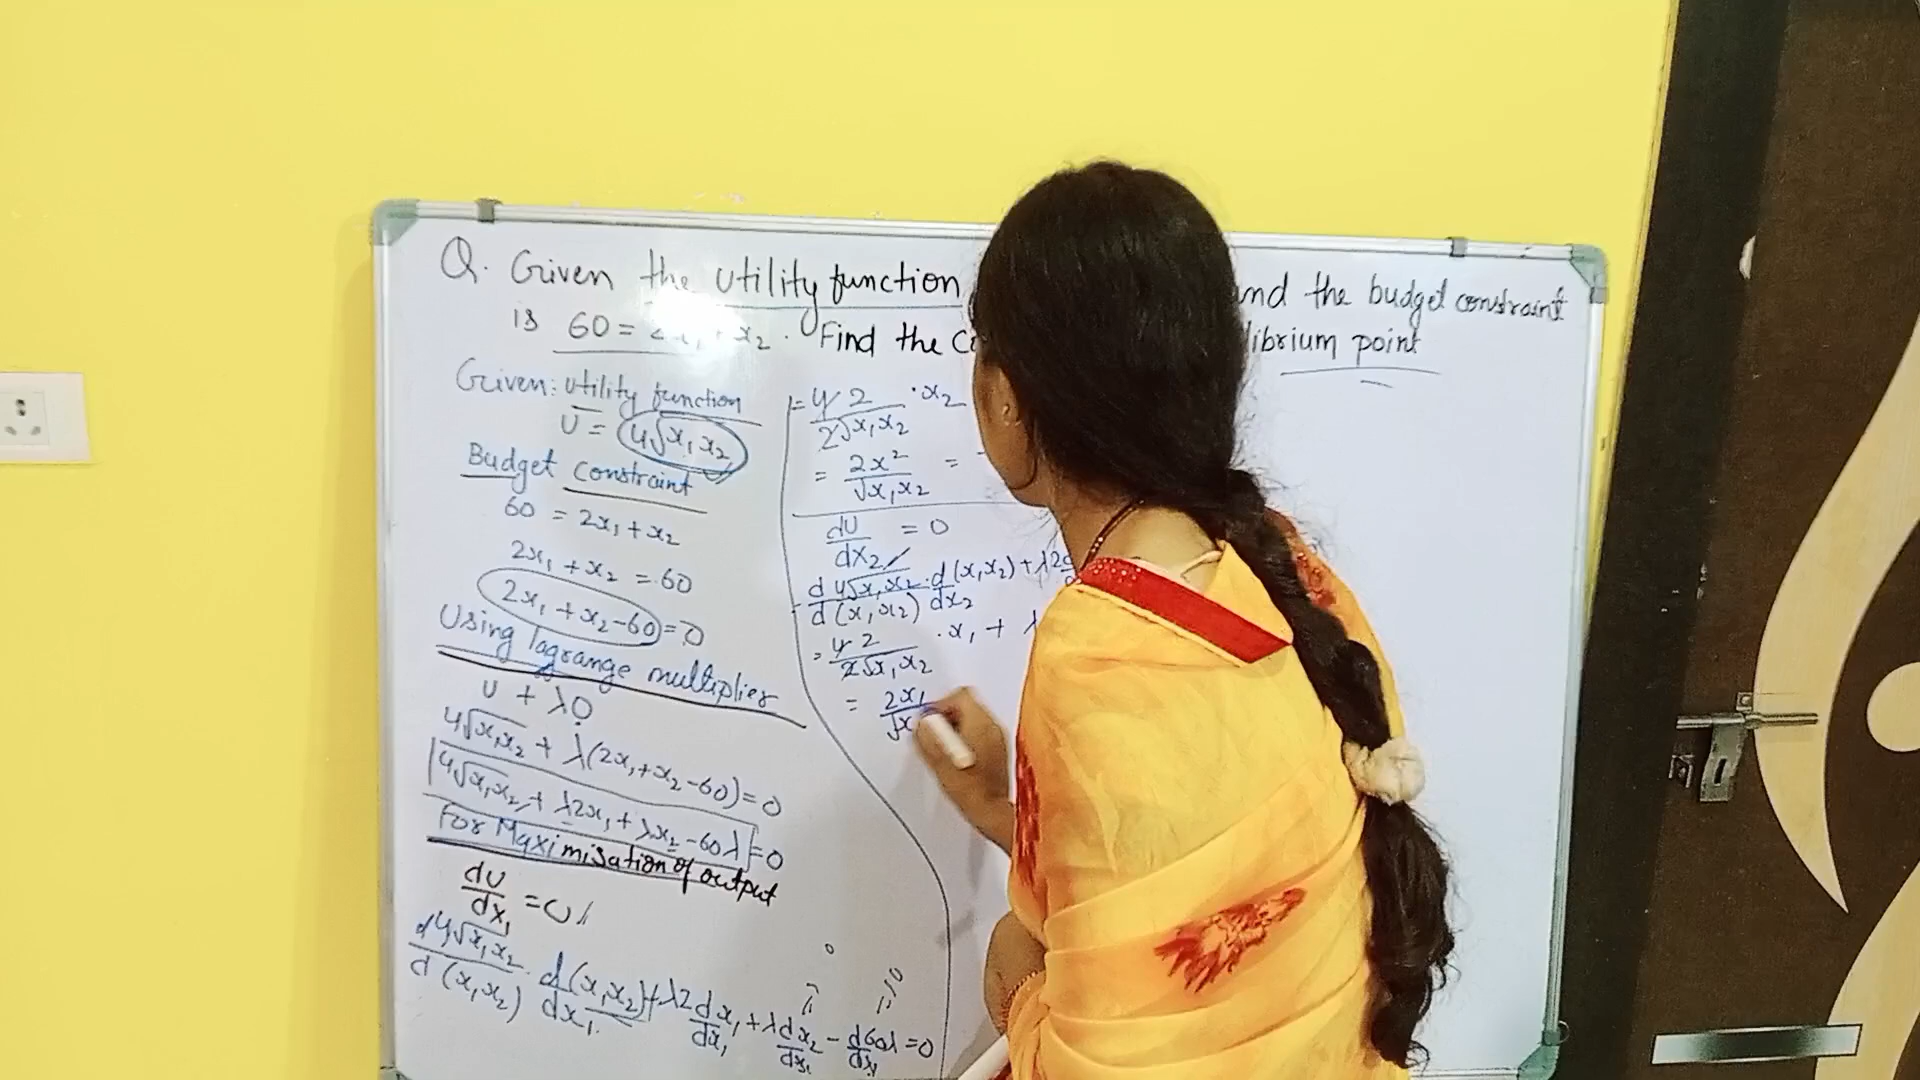 Q. Given the utility function nd the budget constraint
is 60 = 2x₁ + x₂. Find the librium point
Given: utility function
U = 4√x₁x₂
Budget constraint
60 = 2x₁ + x₂
2x₁ + x₂ = 60
2x₁ + x₂ - 60 = 0
Using lagrange multiplier
U + λ0
4√x₁x₂ + λ(2x₁ + x₂ - 60) = 0
4√x₁x₂ + λ2x₁ + λx₂ - 60λ = 0
For Maximisation of output
dU/dx₁ = 0
d4√x₁x₂/d(x₁x₂) · d(x₁x₂)/dx₁ + λ2 dx₁/dx₁ + λ dx₂/dx₁ - d60λ/dx₁ = 0
= 4 2/2√x₁x₂ · x₂
= 2x²/√x₁x₂ =
dU/dx₂ = 0
d4√x₁x₂/d(x₁x₂) · d(x₁x₂)/dx₂ + λ2
= 4 2/2√x₁x₂ · x₁ + λ
= 2x₁/√x